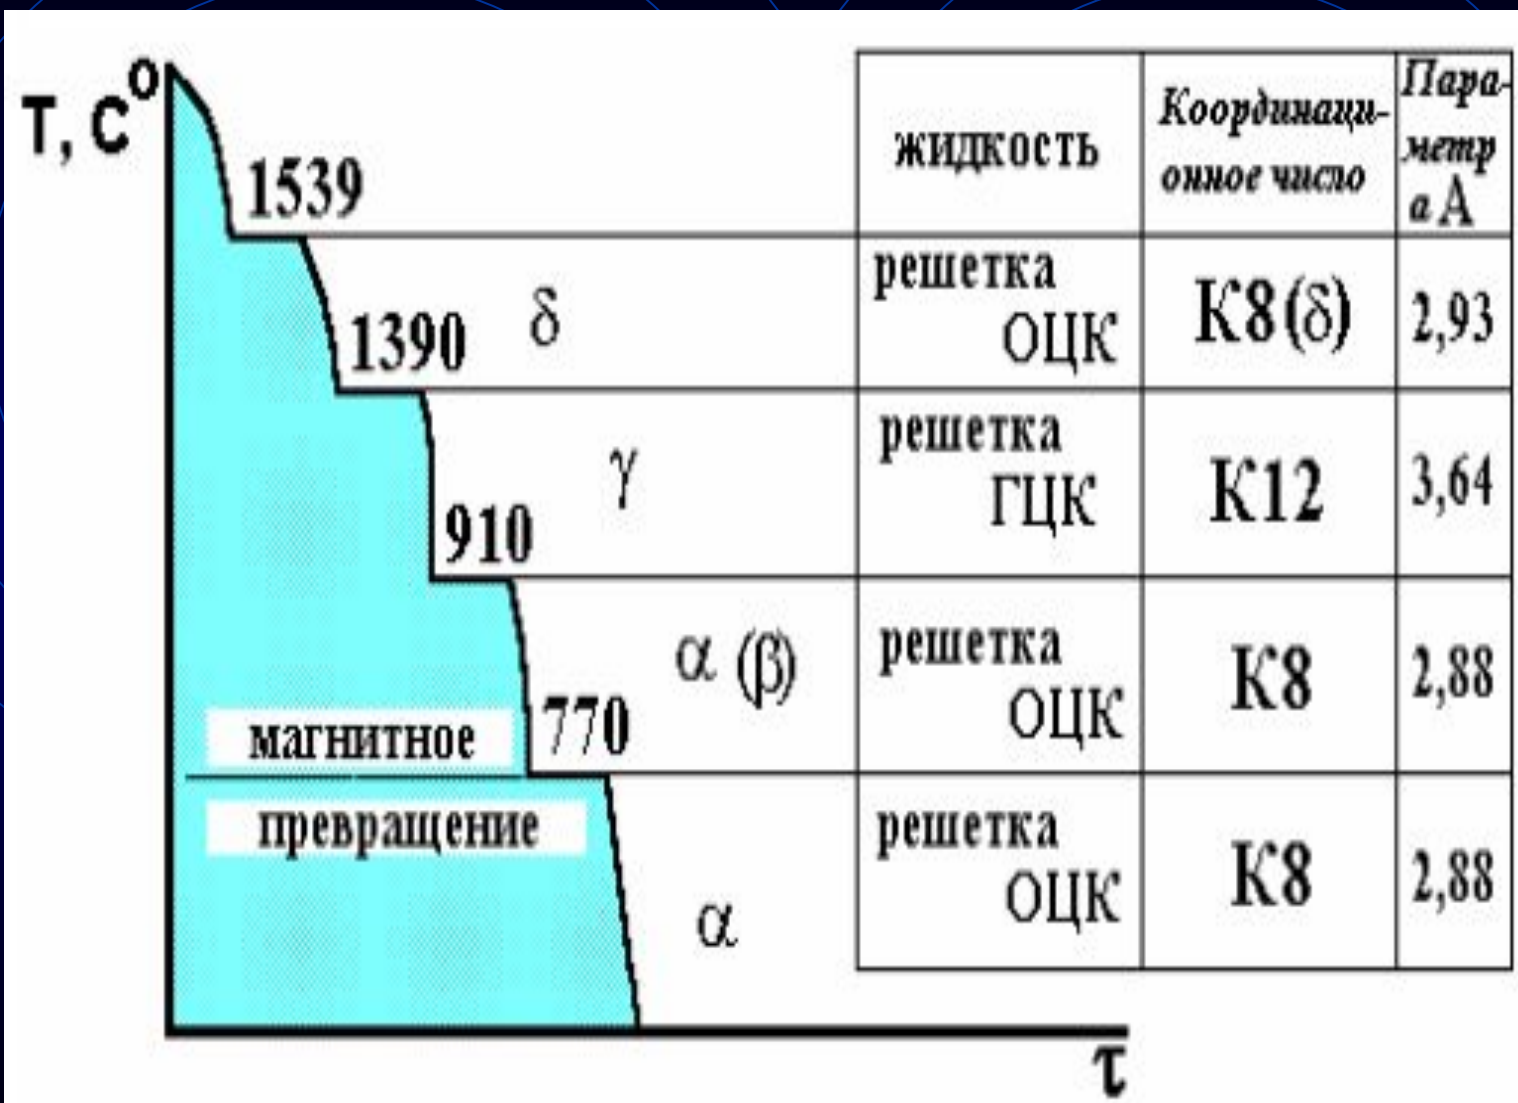 T, C⁰
1539
1390 δ
γ
910
α (β)
770
магнитное
превращение
α
τ
жидкость
Координаци-
онное число
Пара-
метр
а А
решетка
ОЦК
К8(δ)
2,93
решетка
ГЦК
К12
3,64
решетка
ОЦК
К8
2,88
решетка
ОЦК
К8
2,88